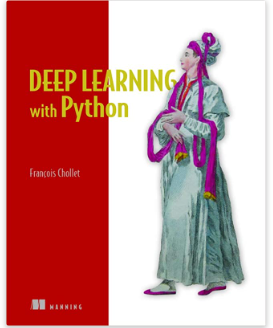 DEEP LEARNING
with Python
François Chollet
MANNING